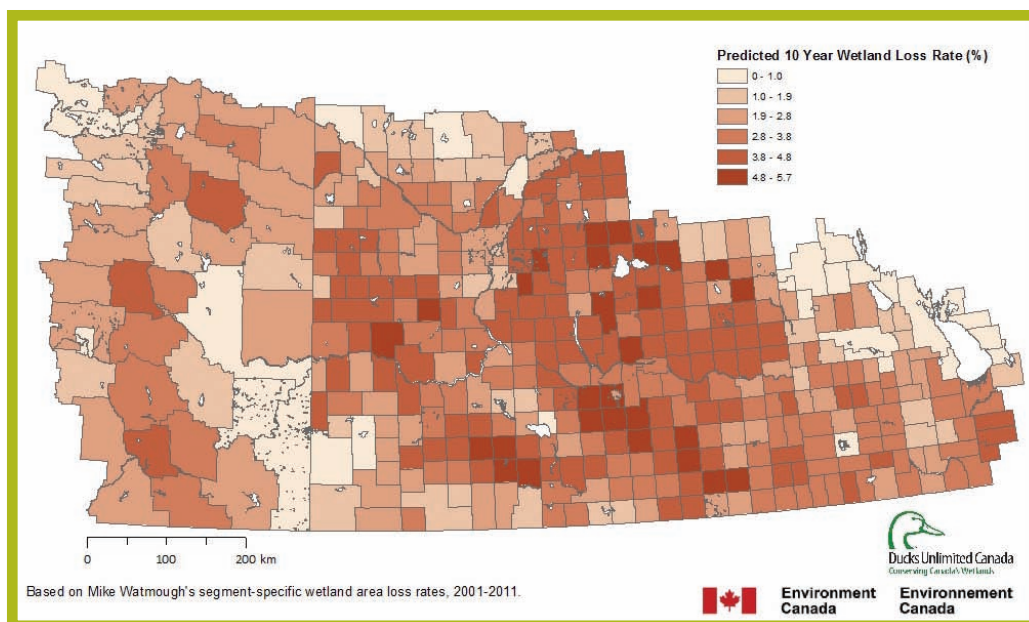 Predicted 10 Year Wetland Loss Rate (%)
0 - 1.0
1.0 - 1.9
1.9 - 2.8
2.8 - 3.8
3.8 - 4.8
4.8 - 5.7
0 100 200 km
Based on Mike Watmough's segment-specific wetland area loss rates, 2001-2011.
Ducks Unlimited Canada
Conserving Canada's Wetlands
Environment Canada
Environnement Canada